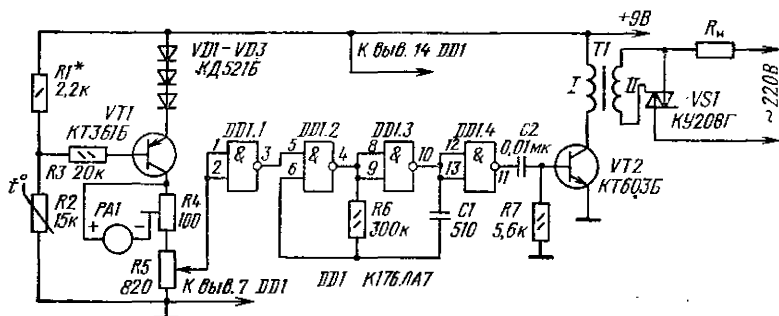 +9В
VD1-VD3
КД521Б
К выв. 14 DD1
R1*
2,2к
VT1
КТ361Б
R3 20к
t°
R2
15к
PA1
+
-
R4
100
R5
820
К выв. 7 DD1
DD1.1
&
1
2
3
DD1.2
&
5
6
4
DD1.3
&
8
9
10
DD1.4
&
12
13
11
R6
300к
C1
510
DD1 К176ЛА7
C2
0,01мк
R7
5,6к
VT2
КТ603Б
T1
I
II
VS1
КУ208Г
Rн
~220В